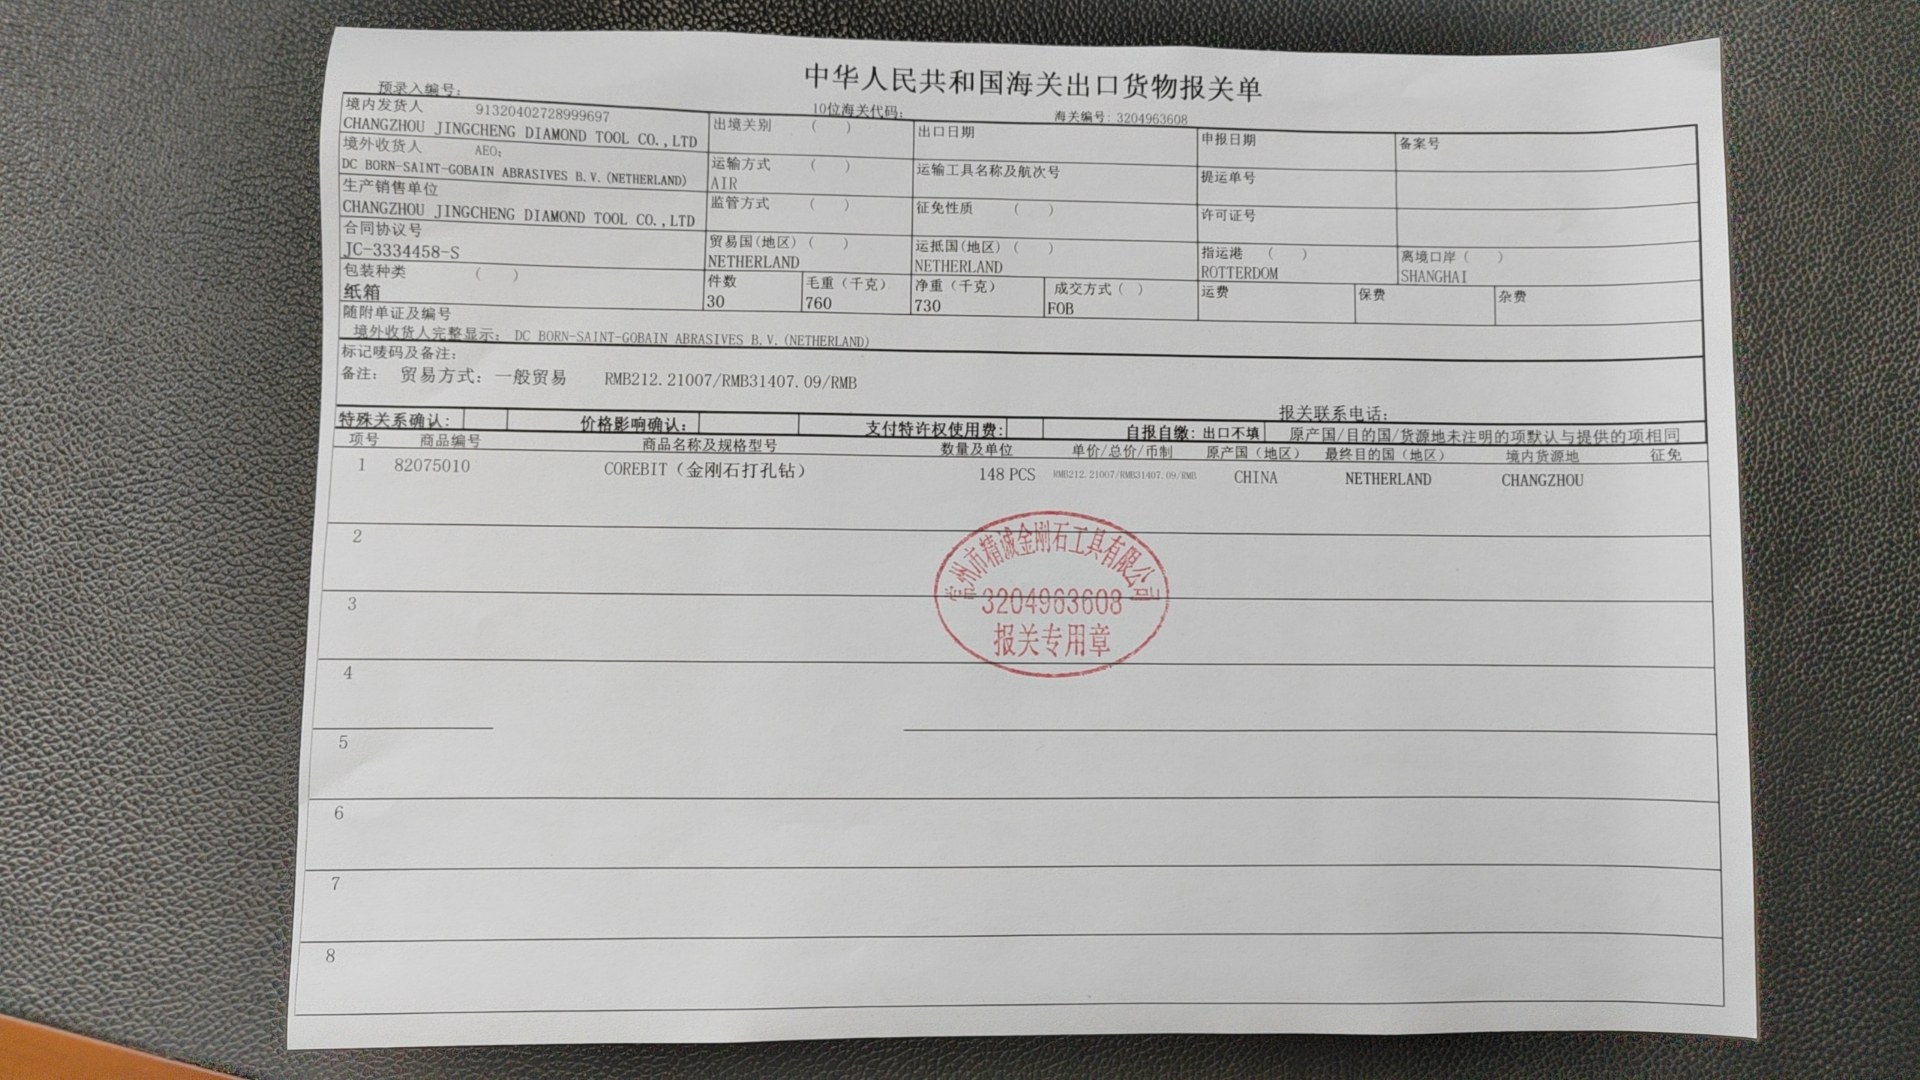 中华人民共和国海关出口货物报关单
预录入编号:
10位海关代码:
海关编号: 3204963608
境内发货人 91320402728999697
CHANGZHOU JINGCHENG DIAMOND TOOL CO.,LTD
出境关别 ( )
出口日期
申报日期
备案号
境外收货人 AEO:
DC BORN-SAINT-GOBAIN ABRASIVES B.V.(NETHERLAND)
运输方式 ( )
AIR
运输工具名称及航次号
提运单号
生产销售单位
CHANGZHOU JINGCHENG DIAMOND TOOL CO.,LTD
监管方式 ( )
征免性质 ( )
许可证号
合同协议号
JC-3334458-S
贸易国(地区) ( )
NETHERLAND
运抵国(地区) ( )
NETHERLAND
指运港 ( )
ROTTERDOM
离境口岸 ( )
SHANGHAI
包装种类 ( )
纸箱
件数
30
毛重（千克）
760
净重（千克）
730
成交方式 ( )
FOB
运费
保费
杂费
随附单证及编号
境外收货人完整显示: DC BORN-SAINT-GOBAIN ABRASIVES B.V.(NETHERLAND)
标记唛码及备注:
备注: 贸易方式: 一般贸易 RMB212.21007/RMB31407.09/RMB
报关联系电话:
特殊关系确认: 价格影响确认: 支付特许权使用费: 自报自缴: 出口不填 原产国/目的国/货源地未注明的项默认与提供的项相同
项号 商品编号 商品名称及规格型号 数量及单位 单价/总价/币制 原产国（地区） 最终目的国（地区） 境内货源地 征免
1 82075010 COREBIT（金刚石打孔钻） 148 PCS RMB212.21007/RMB31407.09/RMB CHINA NETHERLAND CHANGZHOU
2
常州市精诚金刚石工具有限公司
3
3204963608
报关专用章
4
5
6
7
8